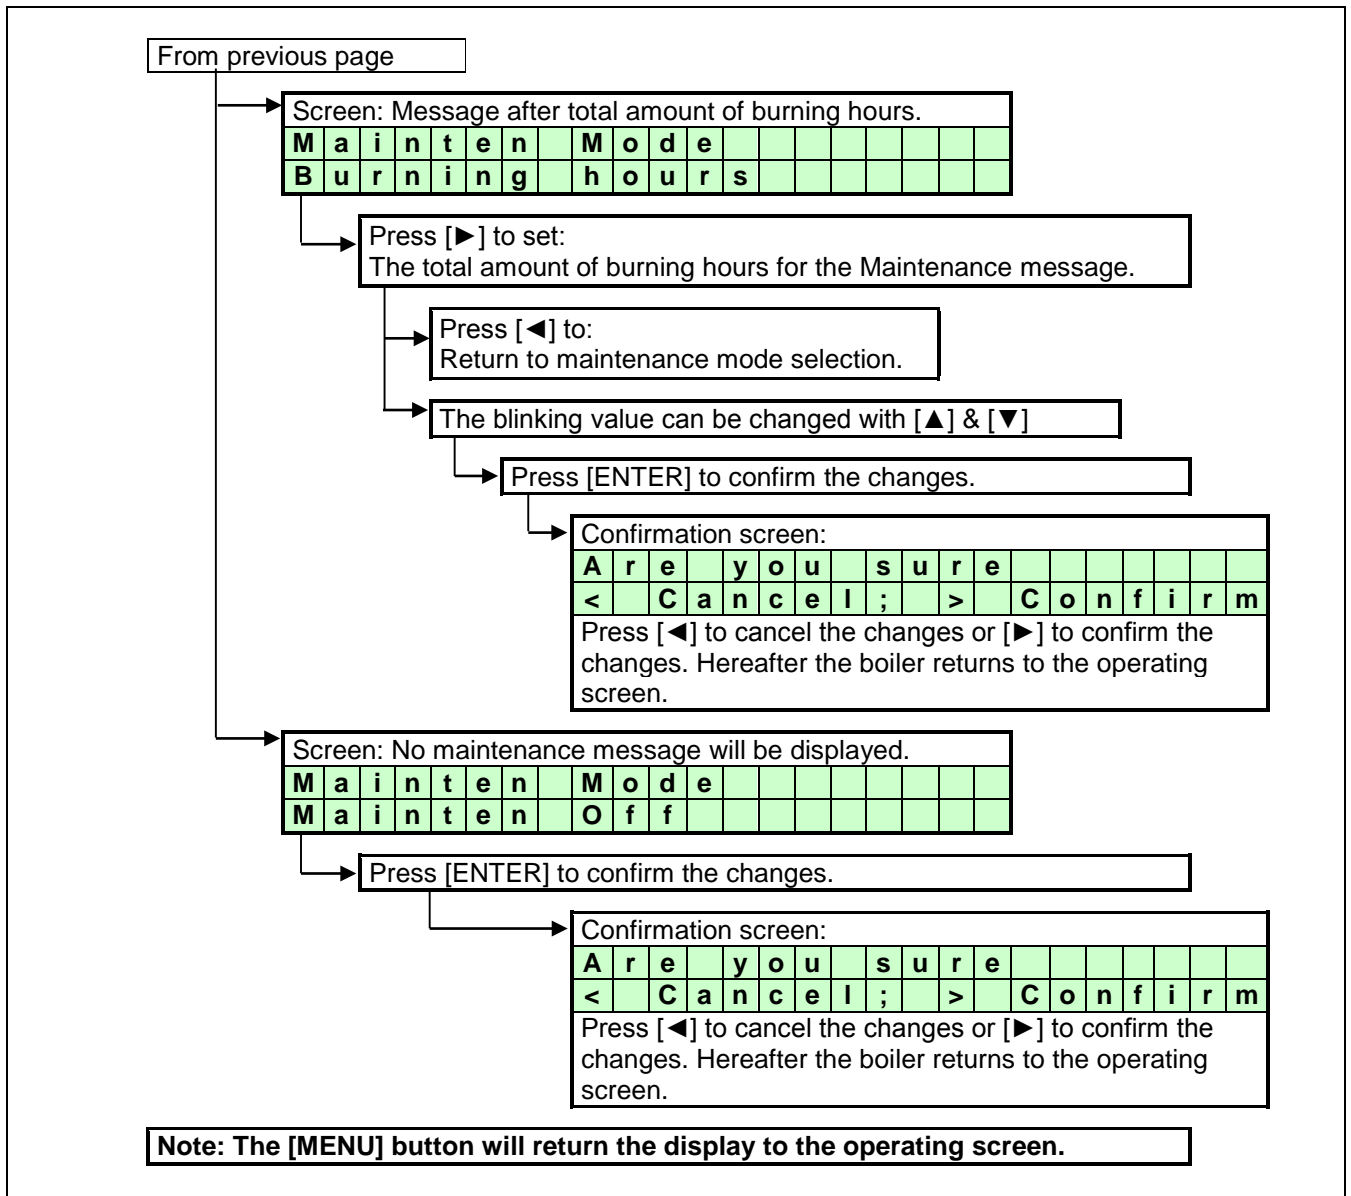 From previous page
Screen: Message after total amount of burning hours.
Mainten Mode
Burning hours
Press [►] to set:
The total amount of burning hours for the Maintenance message.
Press [◄] to:
Return to maintenance mode selection.
The blinking value can be changed with [▲] & [▼]
Press [ENTER] to confirm the changes.
Confirmation screen:
Are you sure
< Cancel; > Confirm
Press [◄] to cancel the changes or [►] to confirm the
changes. Hereafter the boiler returns to the operating
screen.
Screen: No maintenance message will be displayed.
Mainten Mode
Mainten Off
Press [ENTER] to confirm the changes.
Confirmation screen:
Are you sure
< Cancel; > Confirm
Press [◄] to cancel the changes or [►] to confirm the
changes. Hereafter the boiler returns to the operating
screen.
Note: The [MENU] button will return the display to the operating screen.